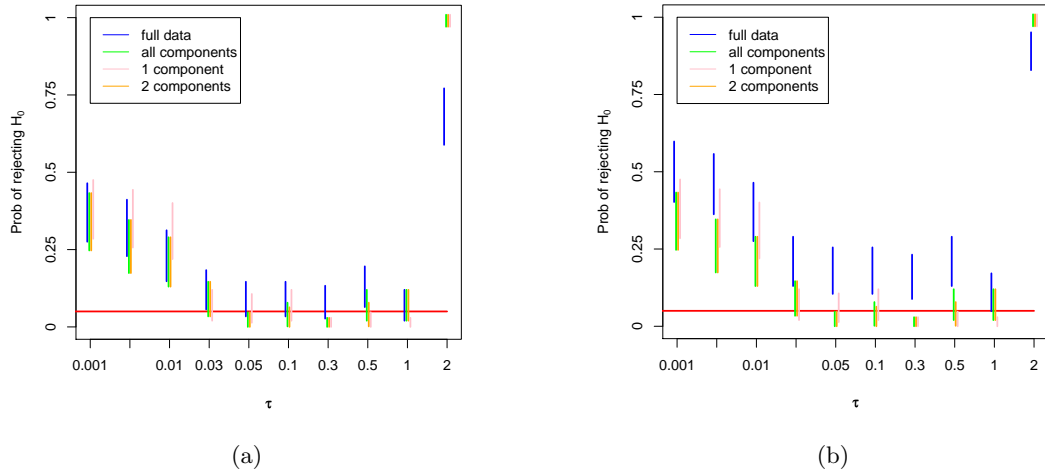 full data
all components
1 component
2 components
Prob of rejecting H₀
1
0.75
0.5
0.25
0
0.001
0.01
0.03
0.1
0.3
0.5
1
2
τ
(a)
full data
all components
1 component
2 components
Prob of rejecting H₀
1
0.75
0.5
0.25
0
0.001
0.01
0.05
0.1
0.3
0.5
1
2
τ
(b)